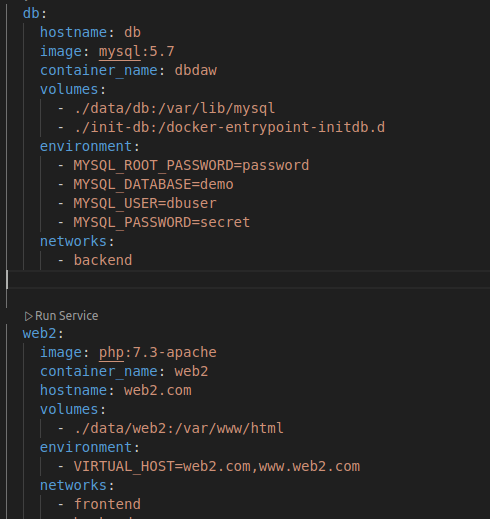 db:
hostname: db
image: mysql:5.7
container_name: dbdaw
volumes:
- ./data/db:/var/lib/mysql
- ./init-db:/docker-entrypoint-initdb.d
environment:
- MYSQL_ROOT_PASSWORD=password
- MYSQL_DATABASE=demo
- MYSQL_USER=dbuser
- MYSQL_PASSWORD=secret
networks:
- backend
Run Service
web2:
image: php:7.3-apache
container_name: web2
hostname: web2.com
volumes:
- ./data/web2:/var/www/html
environment:
- VIRTUAL_HOST=web2.com,www.web2.com
networks:
- frontend